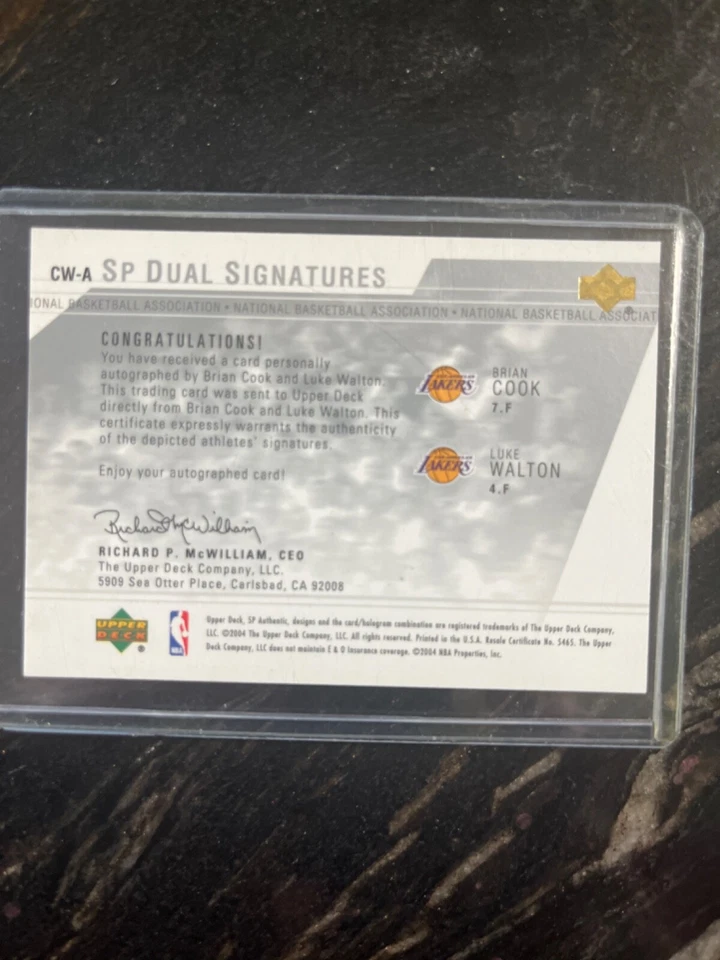 CW-A SP DUAL SIGNATURES
IONAL BASKETBALL ASSOCIATION • NATIONAL BASKETBALL ASSOCIATION • NATIONAL BASKETBALL ASSOCIAT
CONGRATULATIONS!
You have received a card personally
autographed by Brian Cook and Luke Walton.
This trading card was sent to Upper Deck
directly from Brian Cook and Luke Walton. This
certificate expressly warrants the authenticity
of the depicted athletes' signatures.
Enjoy your autographed card!
LAKERS
BRIAN
COOK
7.F
LAKERS
LUKE
WALTON
4.F
Richard P. McWilliam
RICHARD P. McWILLIAM, CEO
The Upper Deck Company, LLC.
5909 Sea Otter Place, Carlsbad, CA 92008
UPPER
DECK
®
NBA
Upper Deck, SP Authentic, designs and the card/hologram combination are registered trademarks of The Upper Deck Company,
LLC. ©2004 The Upper Deck Company, LLC. All rights reserved. Printed in the U.S.A. Resale Certificate No. 5465. The Upper
Deck Company, LLC does not maintain E & O Insurance coverage. ©2004 NBA Properties, Inc.